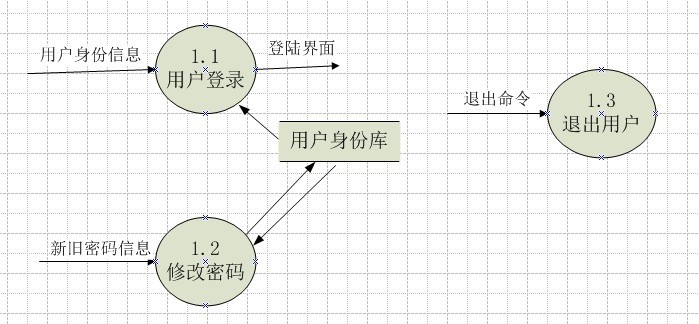 用户身份信息
1.1
用户登录
登陆界面
退出命令
1.3
退出用户
用户身份库
新旧密码信息
1.2
修改密码